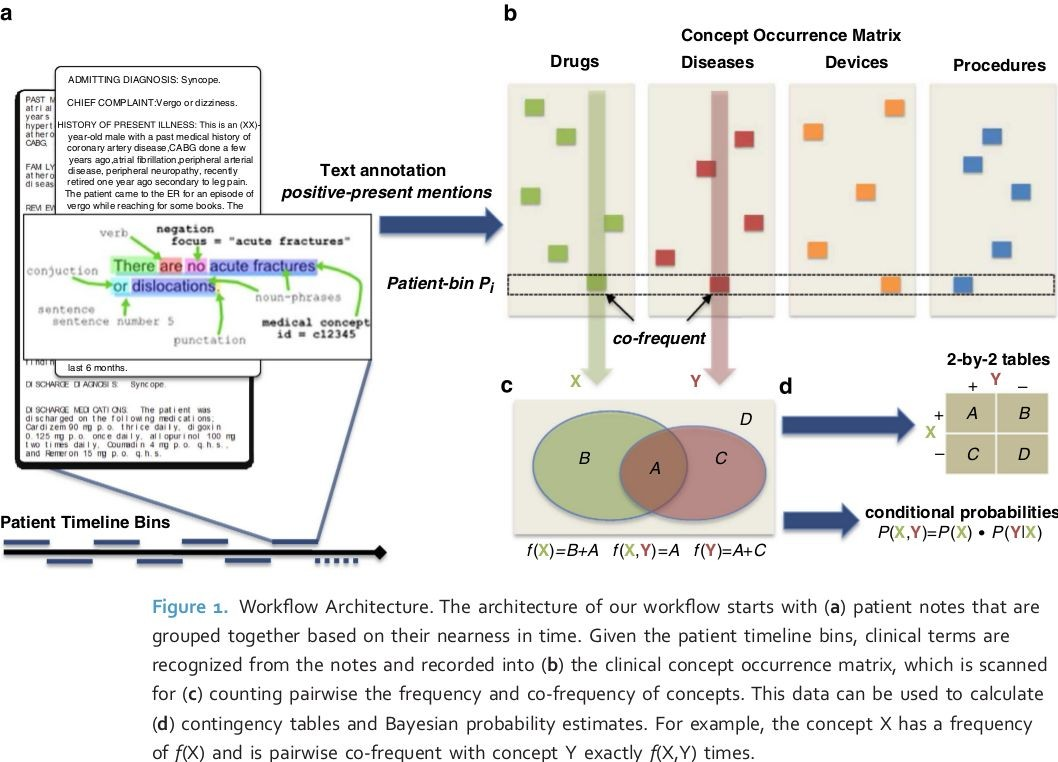 a
ADMITTING DIAGNOSIS: Syncope.
CHIEF COMPLAINT:Vergo or dizziness.
HISTORY OF PRESENT ILLNESS: This is an (XX)-
year-old male with a past medical history of
coronary artery disease,CABG done a few
years ago,atrial fibrillation,peripheral arterial
disease, peripheral neuropathy, recently
retired one year ago secondary to leg pain.
The patient came to the ER for an episode of
vergo while reaching for some books. The
PAST M
atrial
years
hypert
athero
CABG,
FAM LY
athero
diseas
REVIEW
verb
negation
focus = "acute fractures"
conjuction
There are no acute fractures
or dislocations.
noun-phrases
sentence
sentence number 5
punctation
medical concept
id = c12345
last 6 months.
DISCHARGE DIAGNOSIS: Syncope.
DISCHARGE MEDICATIONS: The patient was
discharged on the following medications:
Cardizem 90 mg p.o. thrice daily, digoxin
0.125 mg p.o. once daily, allopurinol 100 mg
two times daily, Coumadin 4 mg p.o. q.h.s.,
and Remeron 15 mg p.o. q.h.s.
Patient Timeline Bins
Text annotation
positive-present mentions
b
Concept Occurrence Matrix
Drugs Diseases Devices Procedures
Patient-bin Pi
co-frequent
X Y
c
B A C D
f(X)=B+A f(X,Y)=A f(Y)=A+C
d
2-by-2 tables
+ Y −
+ A B
X
− C D
conditional probabilities
P(X,Y)=P(X) • P(Y|X)
Figure 1. Workflow Architecture. The architecture of our workflow starts with (a) patient notes that are
grouped together based on their nearness in time. Given the patient timeline bins, clinical terms are
recognized from the notes and recorded into (b) the clinical concept occurrence matrix, which is scanned
for (c) counting pairwise the frequency and co-frequency of concepts. This data can be used to calculate
(d) contingency tables and Bayesian probability estimates. For example, the concept X has a frequency
of f(X) and is pairwise co-frequent with concept Y exactly f(X,Y) times.